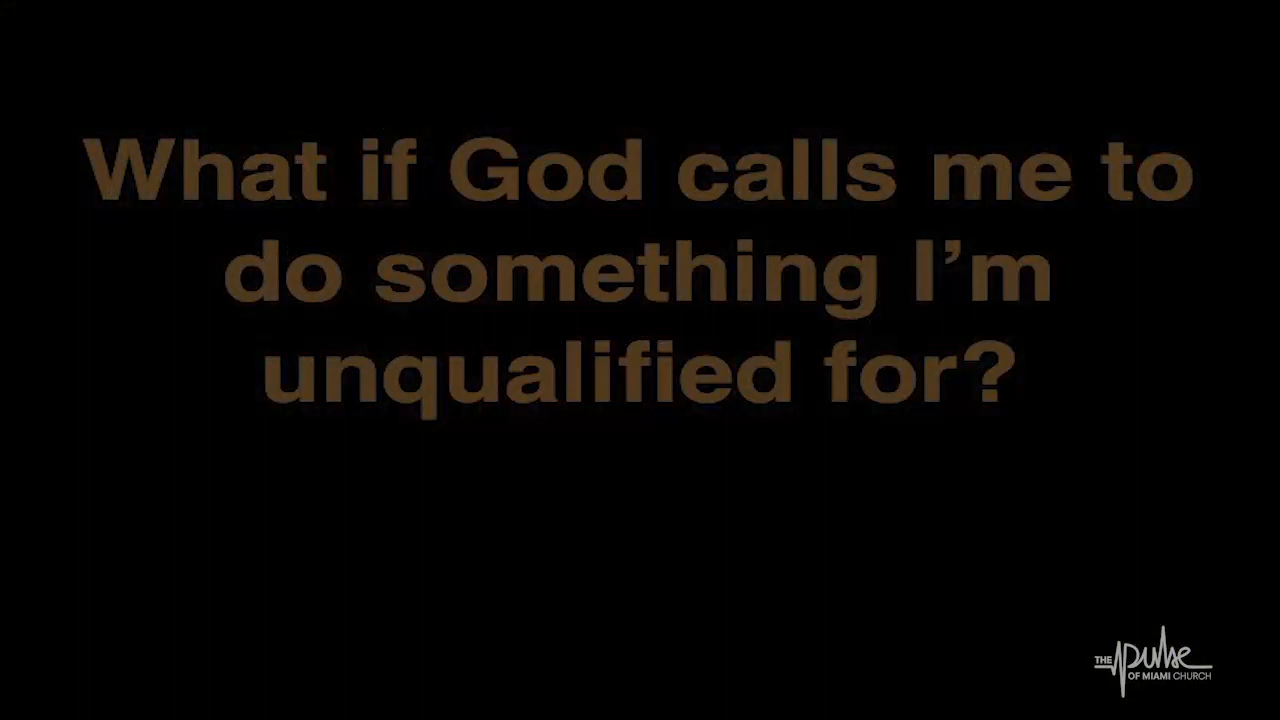 What if God calls me to
do something I’m
unqualified for?
THE pulse
OF MIAMI CHURCH